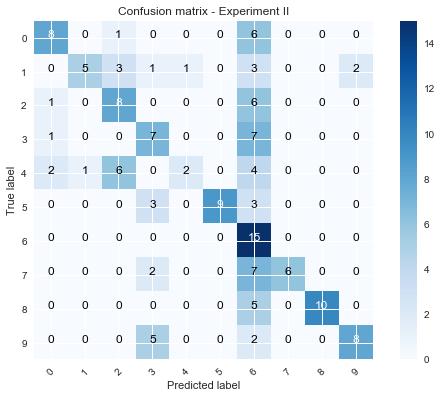 Confusion matrix - Experiment II
0 8 0 1 0 0 0 6 0 0 0
1 0 5 3 1 1 0 3 0 0 2
2 1 0 8 0 0 0 6 0 0 0
3 1 0 0 7 0 0 7 0 0 0
4 2 1 6 0 2 0 4 0 0 0
5 0 0 0 3 0 9 3 0 0 0
6 0 0 0 0 0 0 15 0 0 0
7 0 0 0 2 0 0 7 6 0 0
8 0 0 0 0 0 0 5 0 10 0
9 0 0 0 5 0 0 2 0 0 8
0 1 2 3 4 5 6 7 8 9
True label
Predicted label
14
12
10
8
6
4
2
0